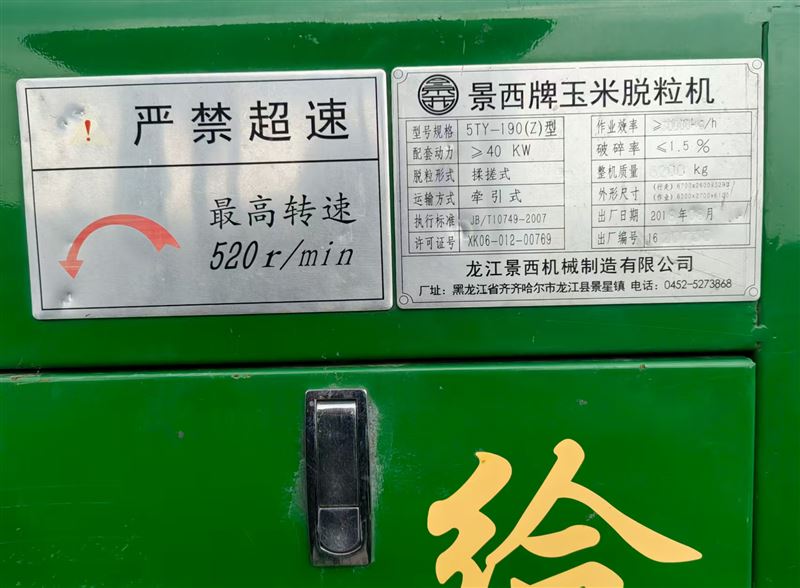 !
严禁超速
最高转速
520r/min
景西牌玉米脱粒机
型号规格 5TY-190(Z)型 作业效率
配套动力 ≥40 KW 破碎率 ≤1.5%
脱粒形式 揉搓式 整机质量 kg
运输方式 牵引式 外形尺寸
执行标准 JB/T10749-2007 出厂日期 201 年 月
许可证号 XK06-012-00769 出厂编号 16
龙江景西机械制造有限公司
厂址:黑龙江省齐齐哈尔市龙江县景星镇 电话:0452-5273868
给